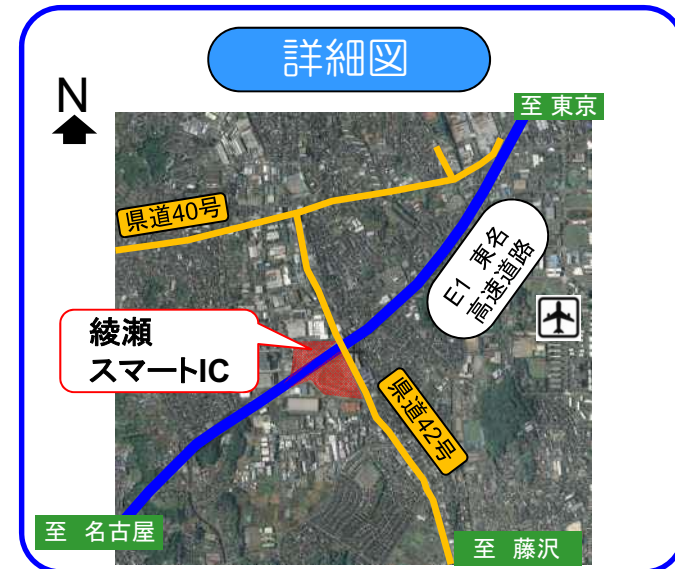 詳細図
N
至 東京
県道40号
E1 東名
高速道路
綾瀬
スマートIC
県道42号
至 名古屋
至 藤沢